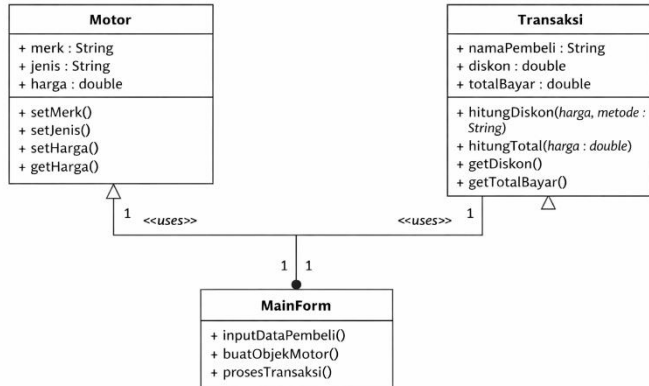 Motor
+ merk : String
+ jenis : String
+ harga : double
+ setMerk()
+ setJenis()
+ setHarga()
+ getHarga()
Transaksi
+ namaPembeli : String
+ diskon : double
+ totalBayar : double
+ hitungDiskon(harga, metode :
String)
+ hitungTotal(harga : double)
+ getDiskon()
+ getTotalBayar()
1 <<uses>> <<uses>> 1
1 1
MainForm
+ inputDataPembeli()
+ buatObjekMotor()
+ prosesTransaksi()